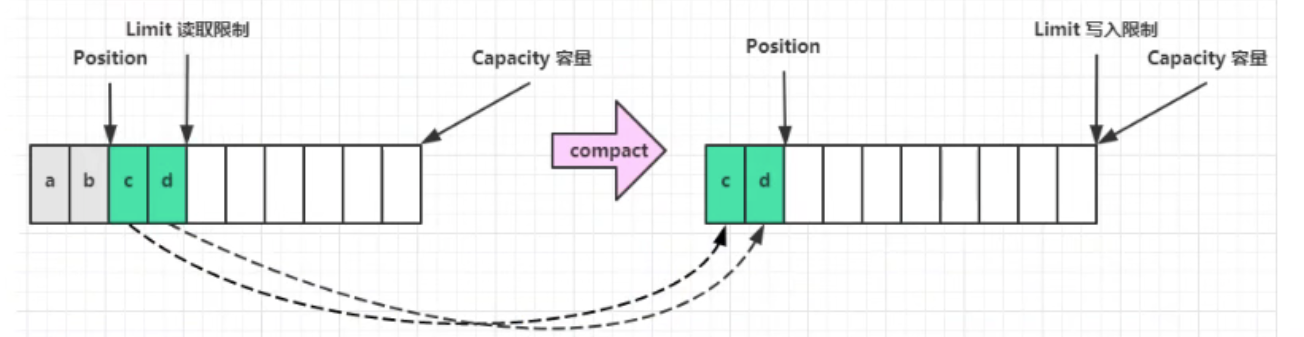 Limit 读取限制
Position
Capacity 容量
a b c d
compact
Limit 写入限制
Position
Capacity 容量
c d